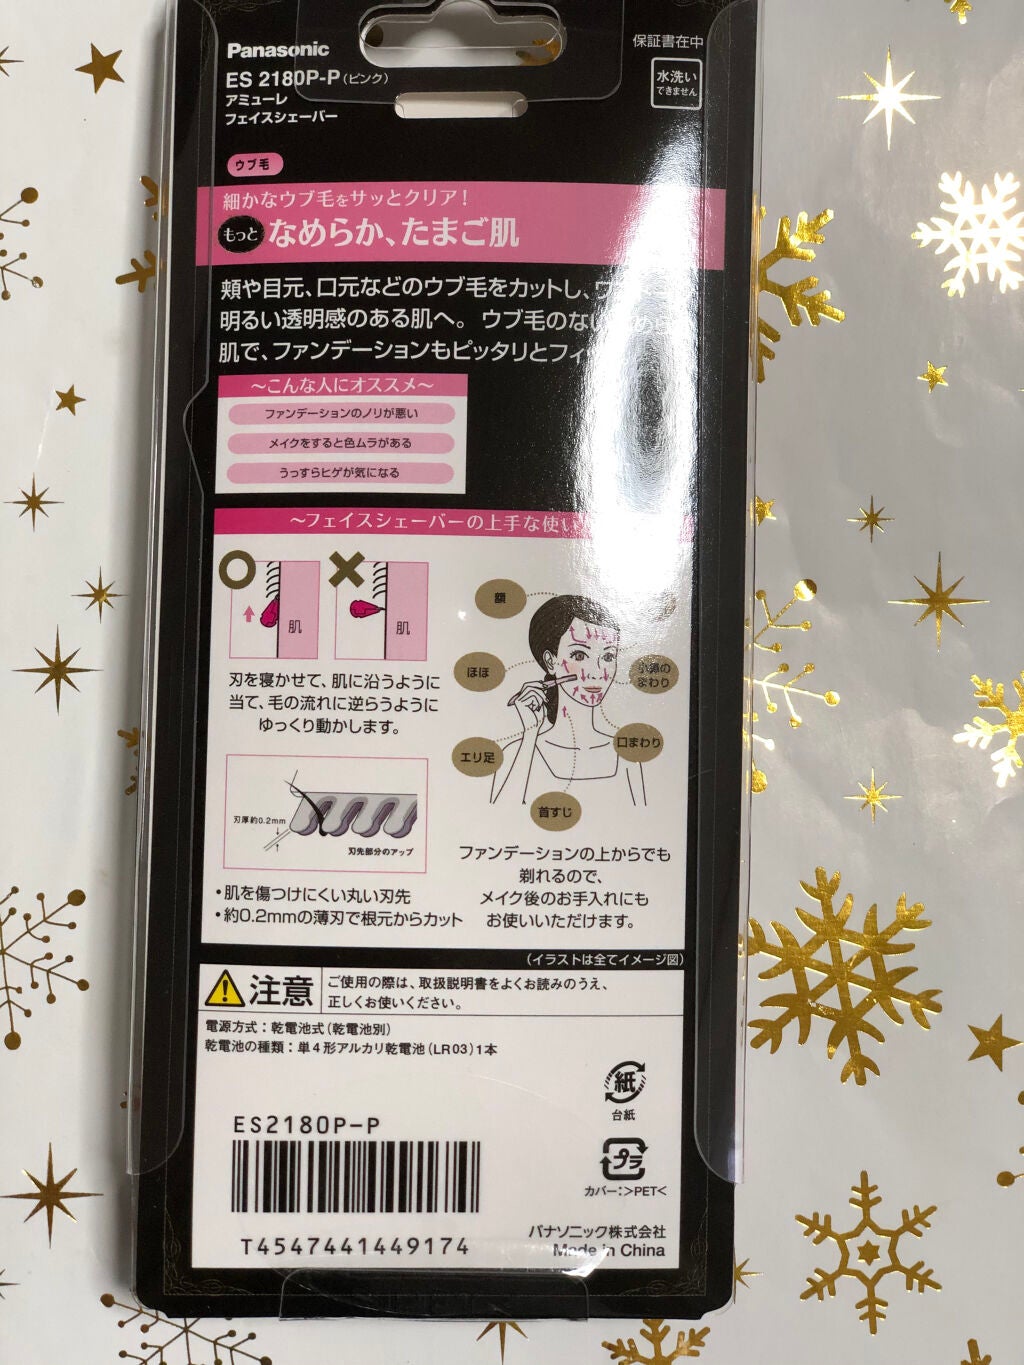 Panasonic
保証書在中
ES 2180P-P(ピンク)
アミューレ
フェイスシェーバー
水洗い
できません
ウブ毛
細かなウブ毛をサッとクリア!
もっと なめらか、たまご肌
頬や目元、口元などのウブ毛をカットし、
明るい透明感のある肌へ。 ウブ毛のない
肌で、ファンデーションもピッタリとフィ
〜こんな人にオススメ〜
ファンデーションのノリが悪い
メイクをすると色ムラがある
うっすらヒゲが気になる
〜フェイスシェーバーの上手な使い
肌
肌
刃を寝かせて、肌に沿うように
当て、毛の流れに逆らうように
ゆっくり動かします。
額
ほほ
小鼻の
まわり
エリ足
口まわり
首すじ
刃厚約0.2mm
刃先部分のアップ
・肌を傷つけにくい丸い刃先
・約0.2mmの薄刃で根元からカット
ファンデーションの上からでも
剃れるので、
メイク後のお手入れにも
お使いいただけます。
(イラストは全てイメージ図)
注意
ご使用の際は、取扱説明書をよくお読みのうえ、
正しくお使いください。
電源方式:乾電池式(乾電池別)
乾電池の種類:単4形アルカリ乾電池(LR03)1本
紙
台紙
プラ
カバー:>PET<
ES2180P-P
T4547441449174
パナソニック株式会社
Made in China